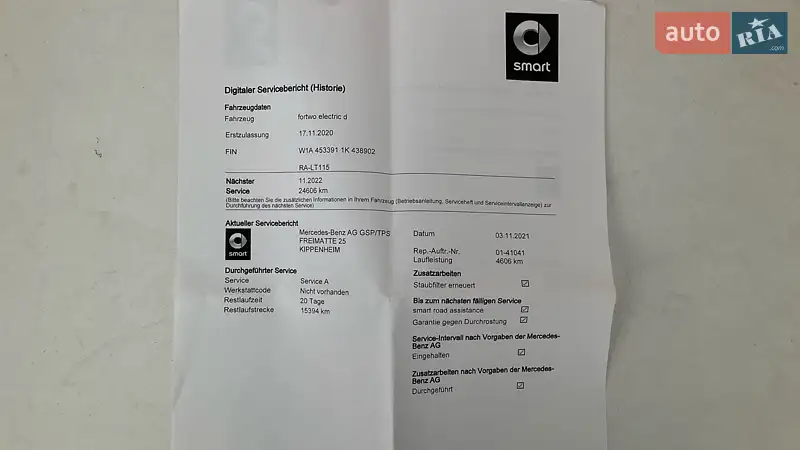 auto RIA
.com
smart
Digitaler Servicebericht (Historie)
Fahrzeugdaten
Fahrzeug fortwo electric d
Erstzulassung 17.11.2020
FIN W1A 453391 1K 438902
RA-LT115
Nächster 11.2022
Service 24606 km
(Bitte beachten Sie die zusätzlichen Informationen in Ihrem Fahrzeug (Betriebsanleitung, Serviceheft und Serviceintervallanzeige) zur
Durchführung des nächsten Service)
Aktueller Servicebericht
smart
Mercedes-Benz AG GSP/TPS
FREIMATTE 25
KIPPENHEIM
Datum 03.11.2021
Rep.-Auftr.-Nr. 01-41041
Laufleistung 4606 km
Durchgeführter Service
Service Service A
Werkstattcode Nicht vorhanden
Restlaufzeit 20 Tage
Restlaufstrecke 15394 km
Zusatzarbeiten
Staubfilter erneuert
Bis zum nächsten fälligen Service
smart road assistance
Garantie gegen Durchrostung
Service-Intervall nach Vorgaben der Mercedes-
Benz AG
Eingehalten
Zusatzarbeiten nach Vorgaben der Mercedes-
Benz AG
Durchgeführt